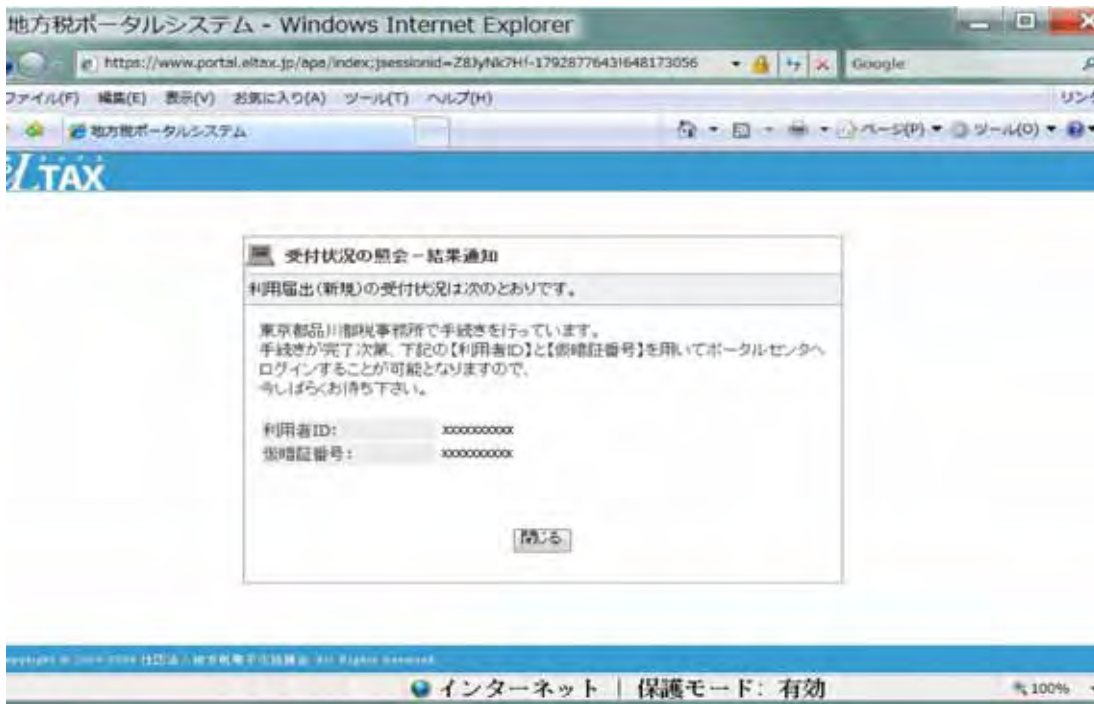 地方税ポータルシステム - Windows Internet Explorer
https://www.portal.eltax.jp/apa/index;jsessionid=
Google
ファイル(F) 編集(E) 表示(V) お気に入り(A) ツール(T) ヘルプ(H)
地方税ポータルシステム
ページ(P) ツール(O)
eLTAX
受付状況の照会－結果通知
利用届出(新規)の受付状況は次のとおりです。
東京都品川都税事務所で手続きを行っています。
手続きが完了次第、下記の【利用者ID】と【仮暗証番号】を用いてポータルセンタへ
ログインすることが可能となりますので、
今しばらくお待ち下さい。
利用者ID: xxxxxxxxxx
仮暗証番号: xxxxxxxxxx
閉じる
インターネット | 保護モード: 有効
100%